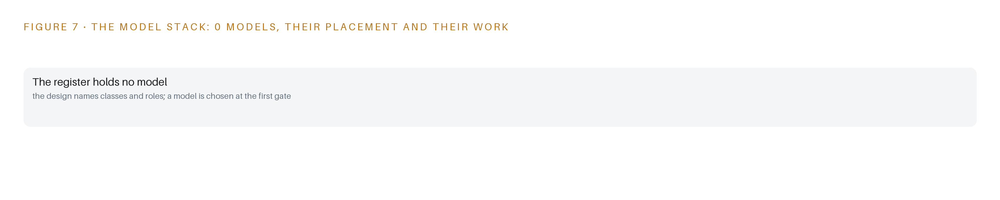 FIGURE 7 · THE MODEL STACK: 0 MODELS, THEIR PLACEMENT AND THEIR WORK
The register holds no model
the design names classes and roles; a model is chosen at the first gate